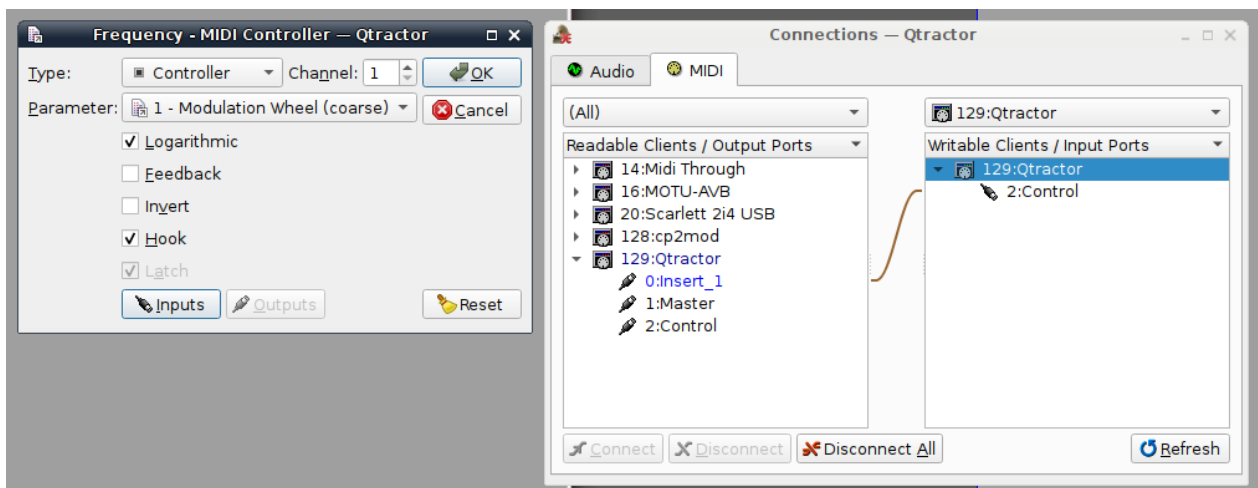 Frequency - MIDI Controller — Qtractor
Type:
Controller
Channel:
1
OK
Parameter:
1 - Modulation Wheel (coarse)
Cancel
Logarithmic
Feedback
Invert
Hook
Latch
Inputs
Outputs
Reset
Connections — Qtractor
Audio
MIDI
(All)
129:Qtractor
Readable Clients / Output Ports
Writable Clients / Input Ports
14:Midi Through
16:MOTU-AVB
20:Scarlett 2i4 USB
128:cp2mod
129:Qtractor
0:Insert_1
1:Master
2:Control
129:Qtractor
2:Control
Connect
Disconnect
Disconnect All
Refresh